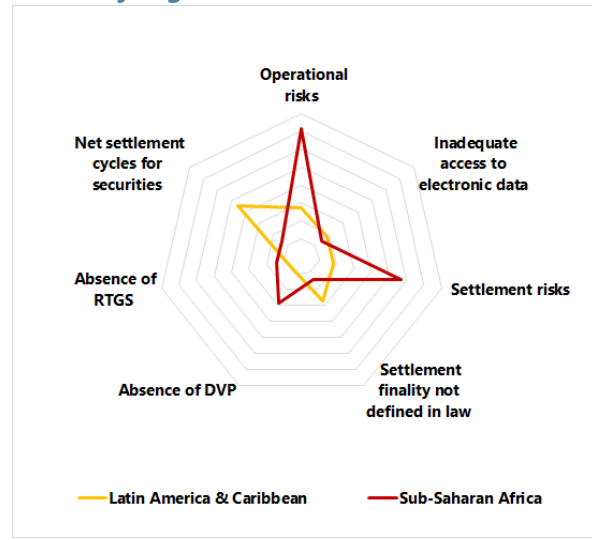 Operational
risks
Net settlement
cycles for
securities
Inadequate
access to
electronic data
Absence of
RTGS
Settlement risks
Absence of DVP
Settlement
finality not
defined in law
Latin America & Caribbean
Sub-Saharan Africa